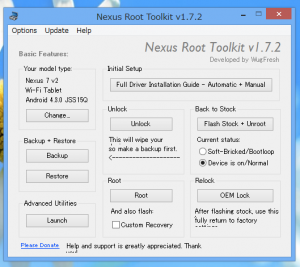 Nexus Root Toolkit v1.7.2
Options Update Help
Nexus Root Toolkit v1.7.2
Developed by WugFresh
Basic Features:
Your model type:
Nexus 7 v2
Wi-Fi Tablet
Android 4.3.0 JSS15Q
Change...
Backup + Restore
Backup
Restore
Advanced Utilities
Launch
Initial Setup
Full Driver Installation Guide - Automatic + Manual
Unlock
Unlock
This will wipe your
so make a backup first.
<--------------------
Back to Stock
Flash Stock + Unroot
Current status:
Soft-Bricked/Bootloop
Device is on/Normal
Root
Root
And also flash:
Custom Recovery
Relock
OEM Lock
After flashing stock, use this
fully return to factory
Please Donate
Help and support is greatly appreciated. Thank